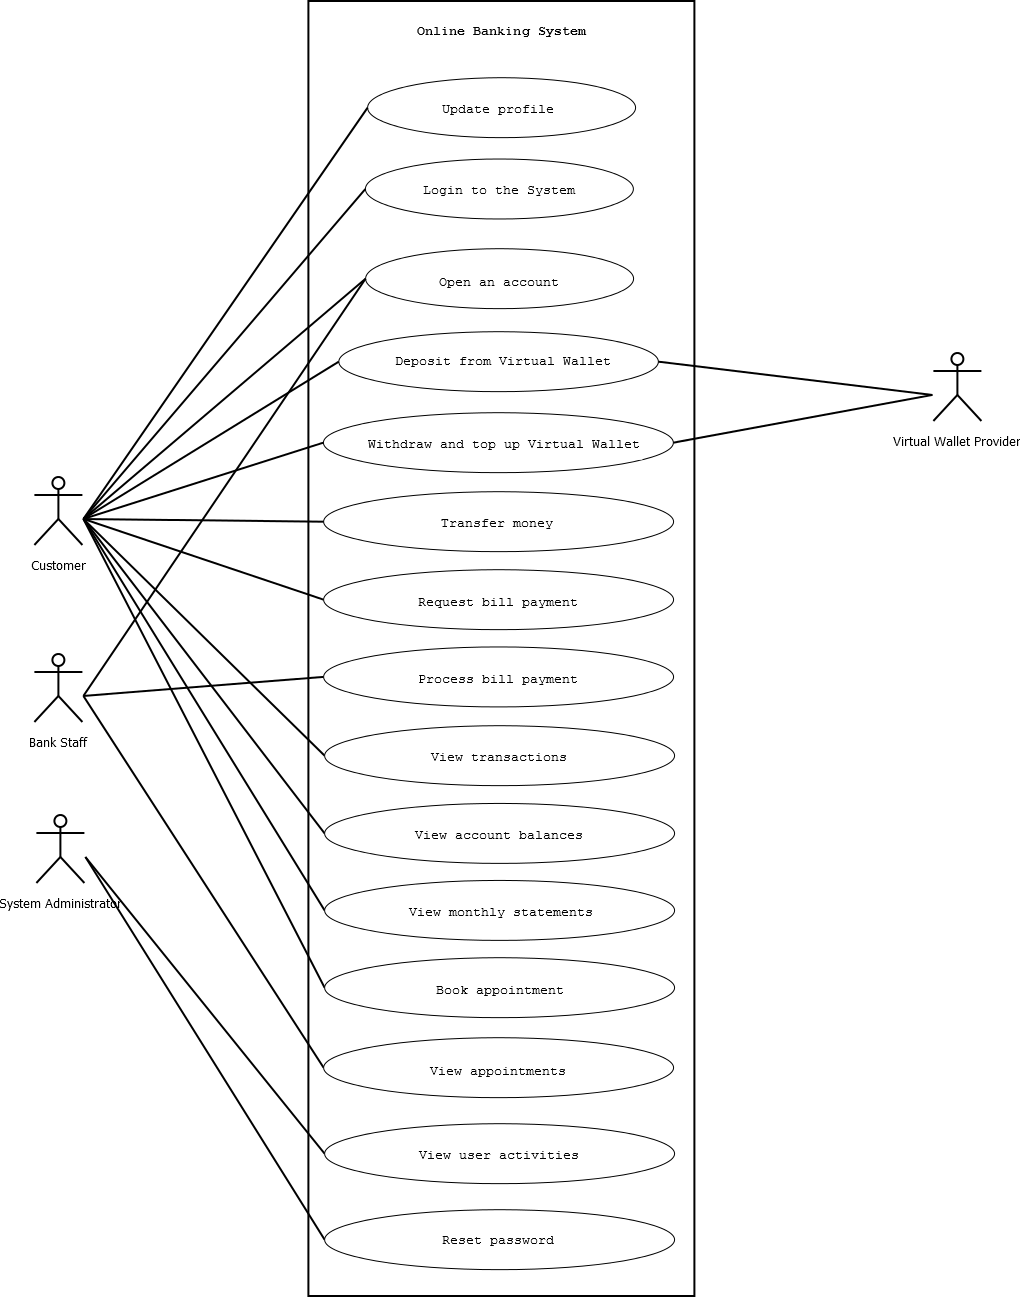 Online Banking System
Update profile
Login to the System
Open an account
Deposit from Virtual Wallet
Withdraw and top up Virtual Wallet
Virtual Wallet Provider
Transfer money
Customer
Request bill payment
Process bill payment
Bank Staff
View transactions
View account balances
System Administrator
View monthly statements
Book appointment
View appointments
View user activities
Reset password